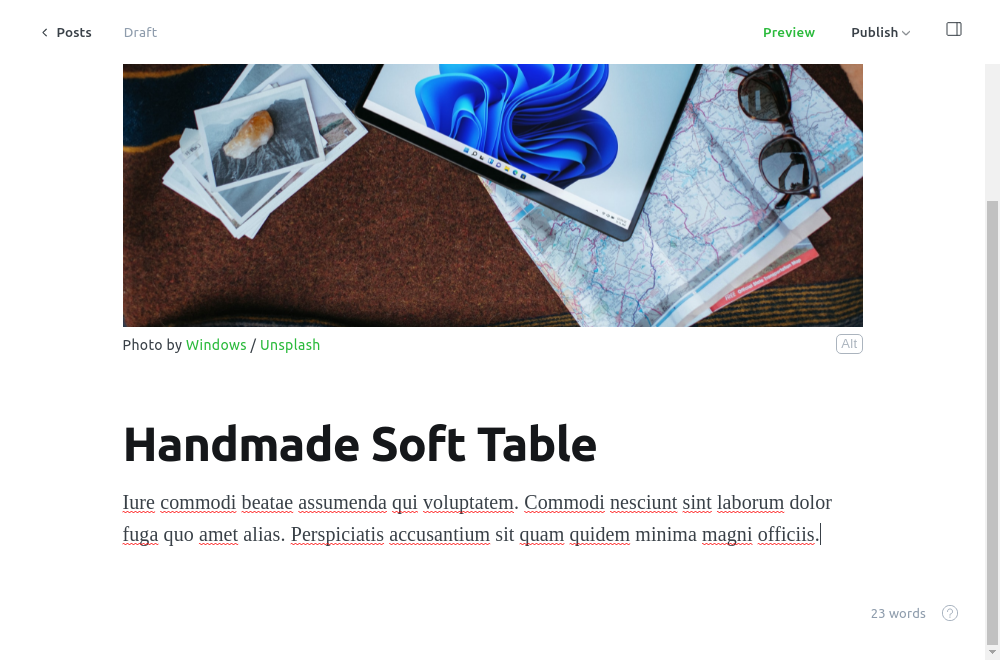 Posts
Draft
Preview
Publish
Photo by Windows / Unsplash
Alt
Handmade Soft Table
Iure commodi beatae assumenda qui voluptatem. Commodi nesciunt sint laborum dolor
fuga quo amet alias. Perspiciatis accusantium sit quam quidem minima magni officiis.
23 words
?